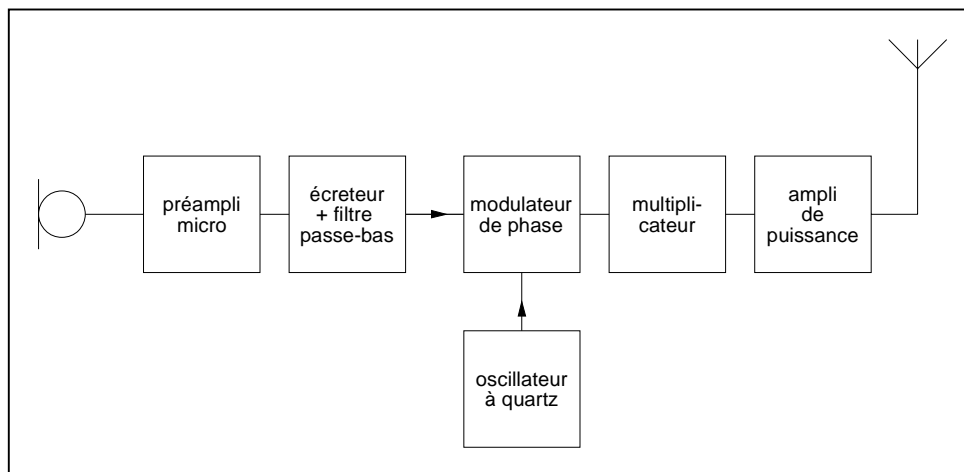 préampli
micro
écreteur
+ filtre
passe-bas
modulateur
de phase
multipli-
cateur
ampli
de
puissance
oscillateur
à quartz